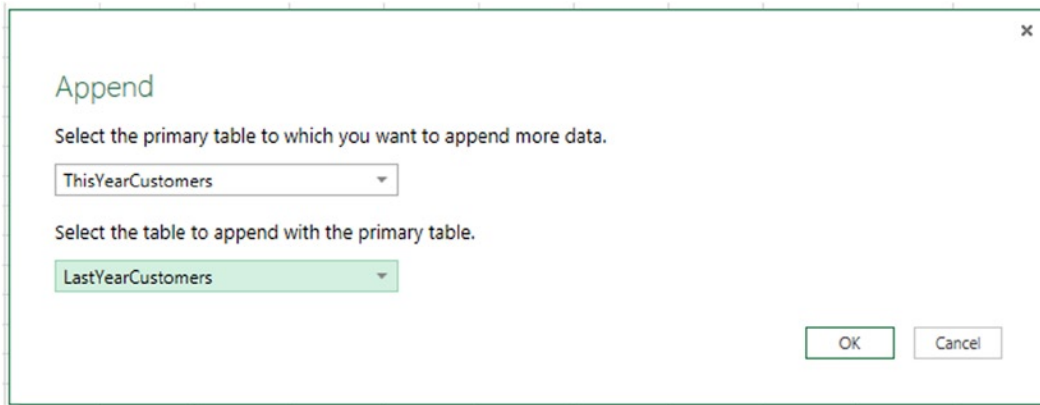 Append
Select the primary table to which you want to append more data.
ThisYearCustomers
Select the table to append with the primary table.
LastYearCustomers
OK Cancel